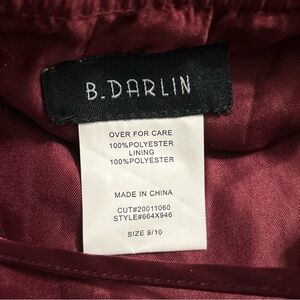 B.DARLIN
OVER FOR CARE
100%POLYESTER
LINING
100%POLYESTER
MADE IN CHINA
CUT#20011060
STYLE#664X946
SIZE 9/10